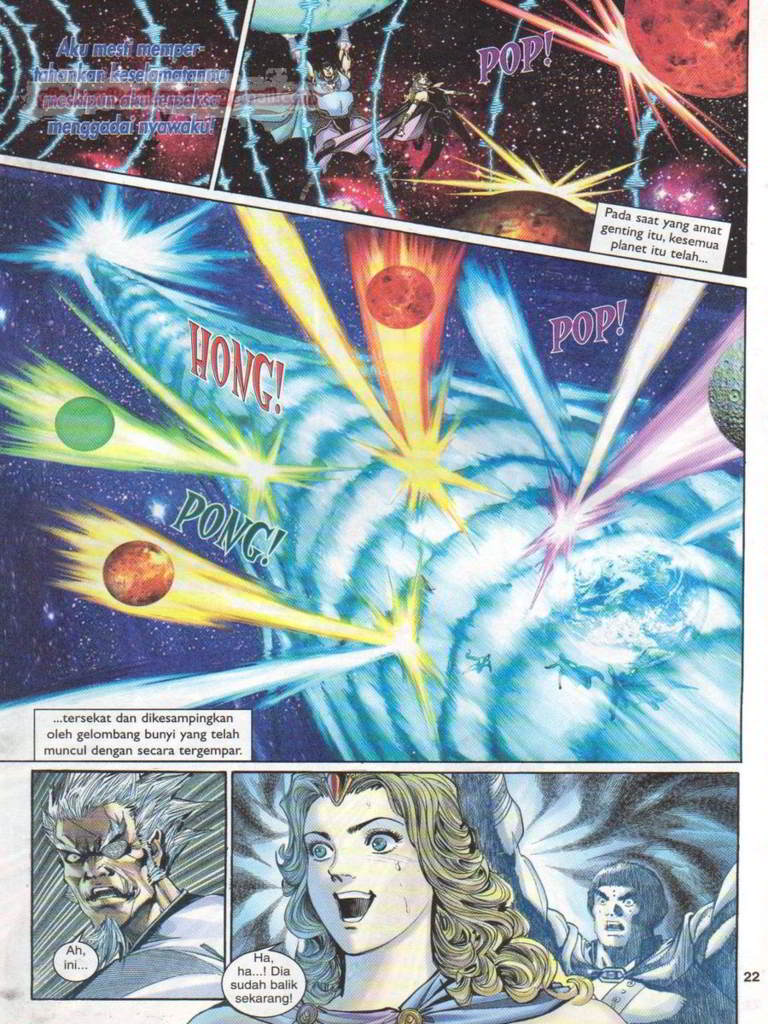 Aku mesti memper-
tahankan keselamatanmu
meskipun aku terpaksa
menggadai nyawaku!
POP!
Pada saat yang amat
genting itu, kesemua
planet itu telah...
HONG!
POP!
PONG!
...tersekat dan dikesampingkan
oleh gelombang bunyi yang telah
muncul dengan secara tergempar.
Ah,
ini...
Ha,
ha...! Dia
sudah balik
sekarang!
22